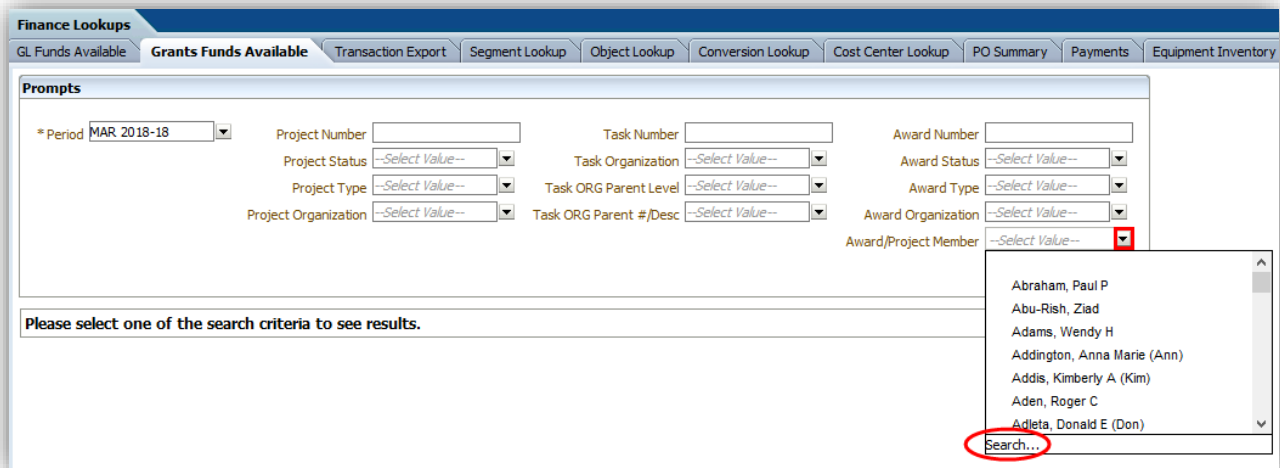 Finance Lookups
GL Funds Available Grants Funds Available Transaction Export Segment Lookup Object Lookup Conversion Lookup Cost Center Lookup PO Summary Payments Equipment Inventory
Prompts
* Period MAR 2018-18 Project Number Task Number Award Number
Project Status --Select Value-- Task Organization --Select Value-- Award Status --Select Value--
Project Type --Select Value-- Task ORG Parent Level --Select Value-- Award Type --Select Value--
Project Organization --Select Value-- Task ORG Parent #/Desc --Select Value-- Award Organization --Select Value--
Award/Project Member --Select Value--
Abraham, Paul P
Abu-Rish, Ziad
Adams, Wendy H
Addington, Anna Marie (Ann)
Addis, Kimberly A (Kim)
Aden, Roger C
Adleta, Donald E (Don)
Search...
Please select one of the search criteria to see results.